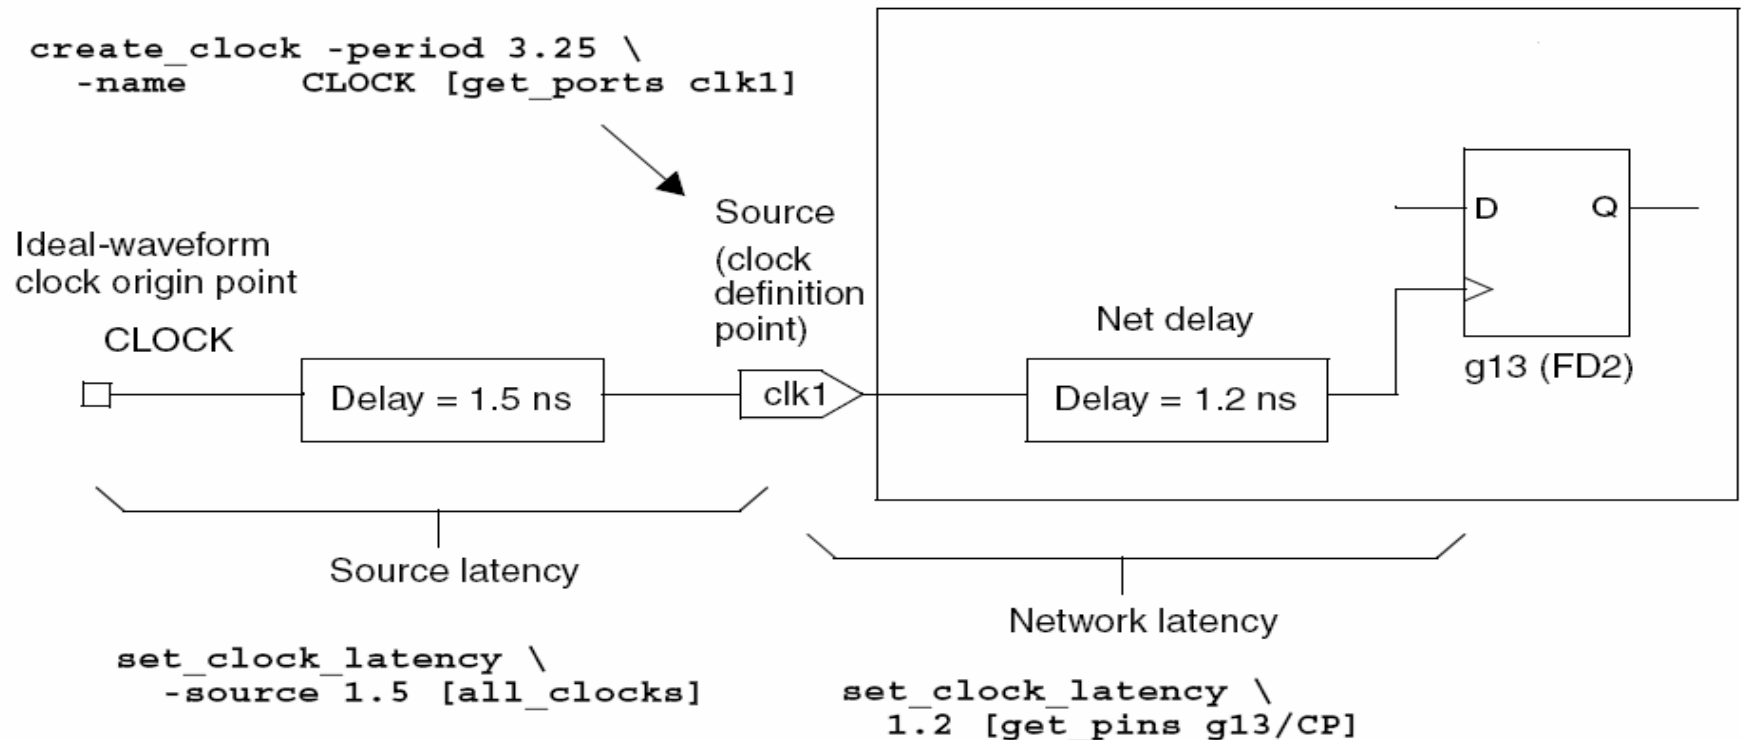 create_clock -period 3.25 \
-name CLOCK [get_ports clk1]
Ideal-waveform
clock origin point
CLOCK
Delay = 1.5 ns
Source
(clock
definition
point)
clk1
Net delay
Delay = 1.2 ns
D
Q
g13 (FD2)
Source latency
Network latency
set_clock_latency \
-source 1.5 [all_clocks]
set_clock_latency \
1.2 [get_pins g13/CP]